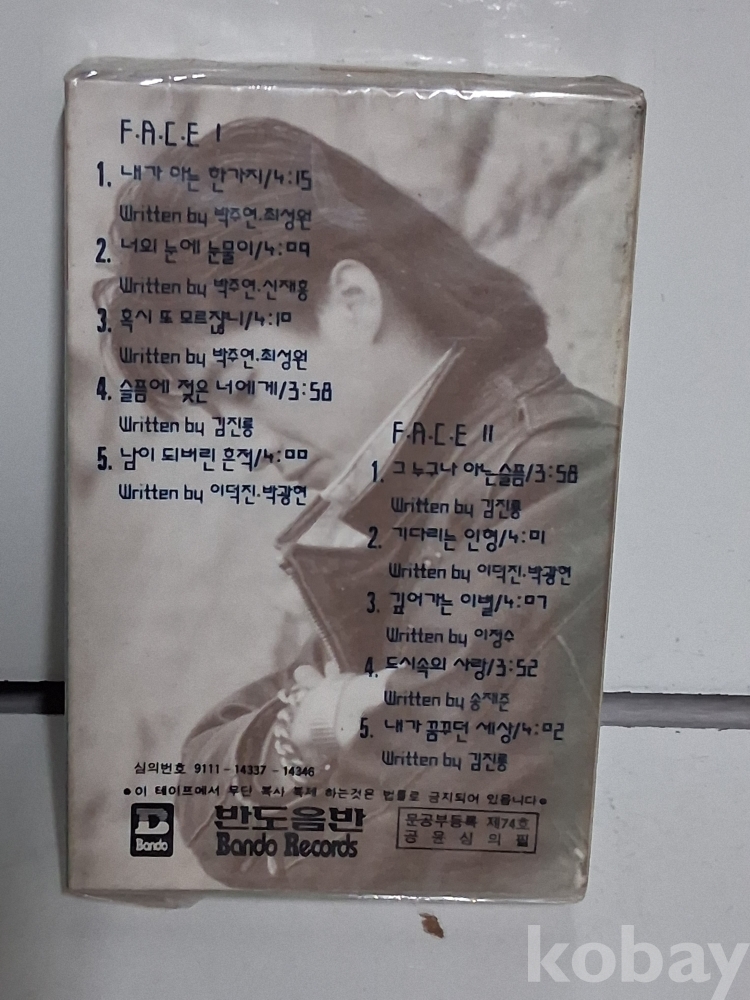 F·A·C·E I
1. 내가 아는 한가지/4:15
Written by 박주연·최성원
2. 너의 눈에 눈물이/4:09
Written by 박주연·신재홍
3. 혹시 또 모르잖니/4:10
Written by 박주연·최성원
4. 슬픔에 젖은 너에게/3:58
Written by 김진룡
5. 남이 되버린 흔적/4:00
Written by 이덕진·박광현
F·A·C·E II
1. 그 누구나 아는슬픔/3:58
Written by 김진룡
2. 기다리는 인형/4:01
Written by 이덕진·박광현
3. 깊어가는 이별/4:07
Written by 이정수
4. 도시속의 사랑/3:52
Written by 송재준
5. 내가 꿈꾸던 세상/4:02
Written by 김진룡
심의번호 9111-14337-14346
●이 테이프에서 무단 복사 복제 하는것은 법률로 금지되어 있읍니다●
Bando
반도음반
Bando Records
문공부등록 제74호
공윤심의필
kobay